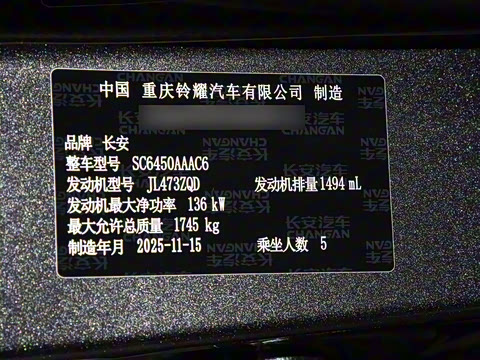 中国 重庆铃耀汽车有限公司 制造
品牌 长安
整车型号 SC6450AAAC6
发动机型号 JL473ZQD 发动机排量 1494 mL
发动机最大净功率 136 kW
最大允许总质量 1745 kg
制造年月 2025-11-15 乘坐人数 5